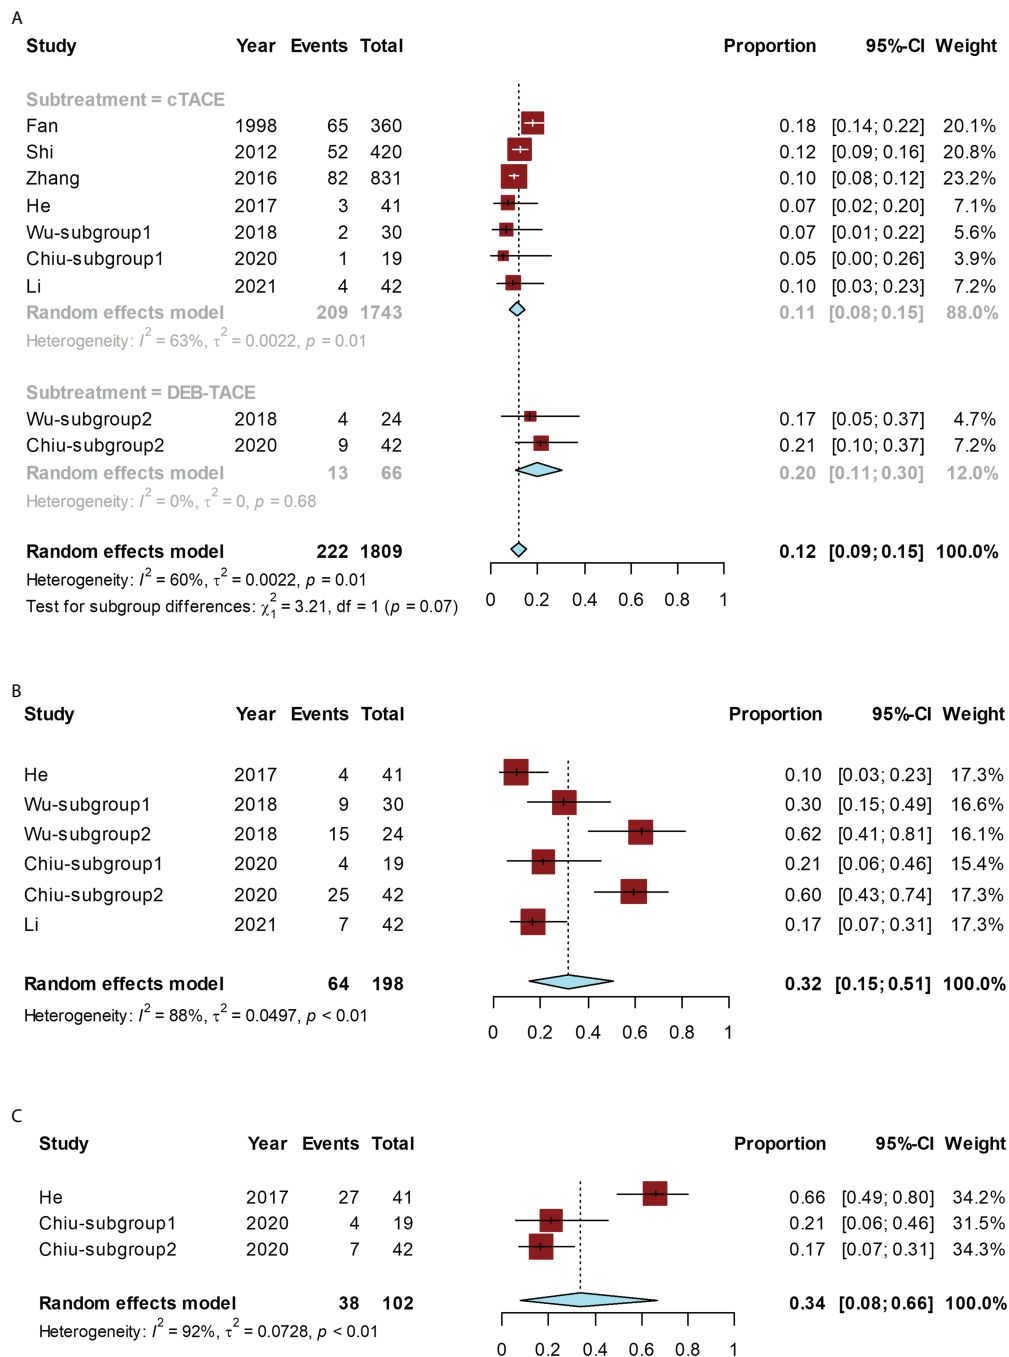 A
Study Year Events Total Proportion 95%-CI Weight
Subtreatment = cTACE
Fan 1998 65 360 0.18 [0.14; 0.22] 20.1%
Shi 2012 52 420 0.12 [0.09; 0.16] 20.8%
Zhang 2016 82 831 0.10 [0.08; 0.12] 23.2%
He 2017 3 41 0.07 [0.02; 0.20] 7.1%
Wu-subgroup1 2018 2 30 0.07 [0.01; 0.22] 5.6%
Chiu-subgroup1 2020 1 19 0.05 [0.00; 0.26] 3.9%
Li 2021 4 42 0.10 [0.03; 0.23] 7.2%
Random effects model 209 1743 0.11 [0.08; 0.15] 88.0%
Heterogeneity: I² = 63%, τ² = 0.0022, p = 0.01
Subtreatment = DEB-TACE
Wu-subgroup2 2018 4 24 0.17 [0.05; 0.37] 4.7%
Chiu-subgroup2 2020 9 42 0.21 [0.10; 0.37] 7.2%
Random effects model 13 66 0.20 [0.11; 0.30] 12.0%
Heterogeneity: I² = 0%, τ² = 0, p = 0.68
Random effects model 222 1809 0.12 [0.09; 0.15] 100.0%
Heterogeneity: I² = 60%, τ² = 0.0022, p = 0.01
Test for subgroup differences: χ²₁ = 3.21, df = 1 (p = 0.07)
0 0.2 0.4 0.6 0.8 1
B
Study Year Events Total Proportion 95%-CI Weight
He 2017 4 41 0.10 [0.03; 0.23] 17.3%
Wu-subgroup1 2018 9 30 0.30 [0.15; 0.49] 16.6%
Wu-subgroup2 2018 15 24 0.62 [0.41; 0.81] 16.1%
Chiu-subgroup1 2020 4 19 0.21 [0.06; 0.46] 15.4%
Chiu-subgroup2 2020 25 42 0.60 [0.43; 0.74] 17.3%
Li 2021 7 42 0.17 [0.07; 0.31] 17.3%
Random effects model 64 198 0.32 [0.15; 0.51] 100.0%
Heterogeneity: I² = 88%, τ² = 0.0497, p < 0.01
0 0.2 0.4 0.6 0.8 1
C
Study Year Events Total Proportion 95%-CI Weight
He 2017 27 41 0.66 [0.49; 0.80] 34.2%
Chiu-subgroup1 2020 4 19 0.21 [0.06; 0.46] 31.5%
Chiu-subgroup2 2020 7 42 0.17 [0.07; 0.31] 34.3%
Random effects model 38 102 0.34 [0.08; 0.66] 100.0%
Heterogeneity: I² = 92%, τ² = 0.0728, p < 0.01
0 0.2 0.4 0.6 0.8 1